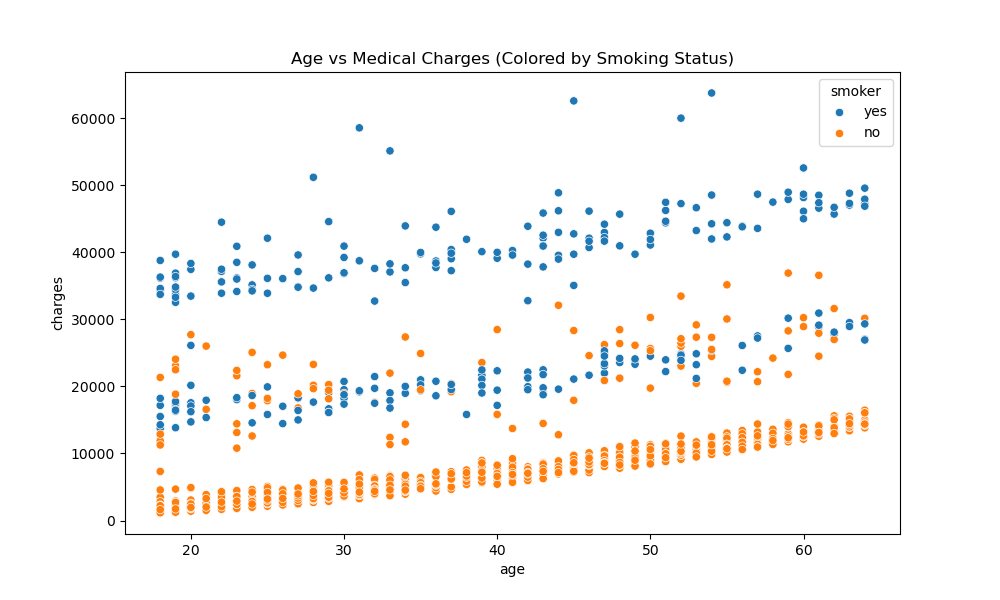 Age vs Medical Charges (Colored by Smoking Status)
smoker
yes
no
charges
60000
50000
40000
30000
20000
10000
0
20 30 40 50 60
age